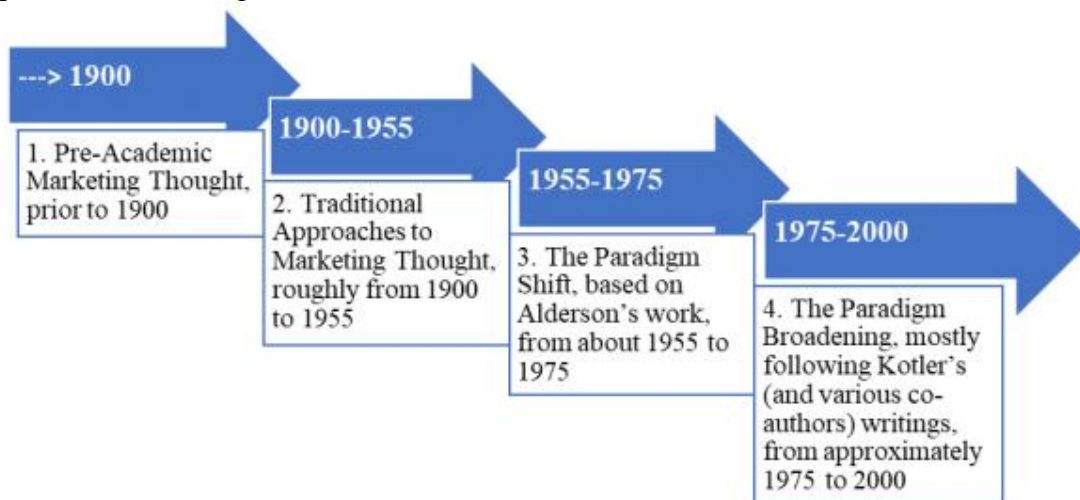 ---> 1900
1. Pre-Academic
Marketing Thought,
prior to 1900
1900-1955
2. Traditional
Approaches to
Marketing Thought,
roughly from 1900
to 1955
1955-1975
3. The Paradigm
Shift, based on
Alderson's work,
from about 1955 to
1975
1975-2000
4. The Paradigm
Broadening, mostly
following Kotler's
(and various co-
authors) writings,
from approximately
1975 to 2000